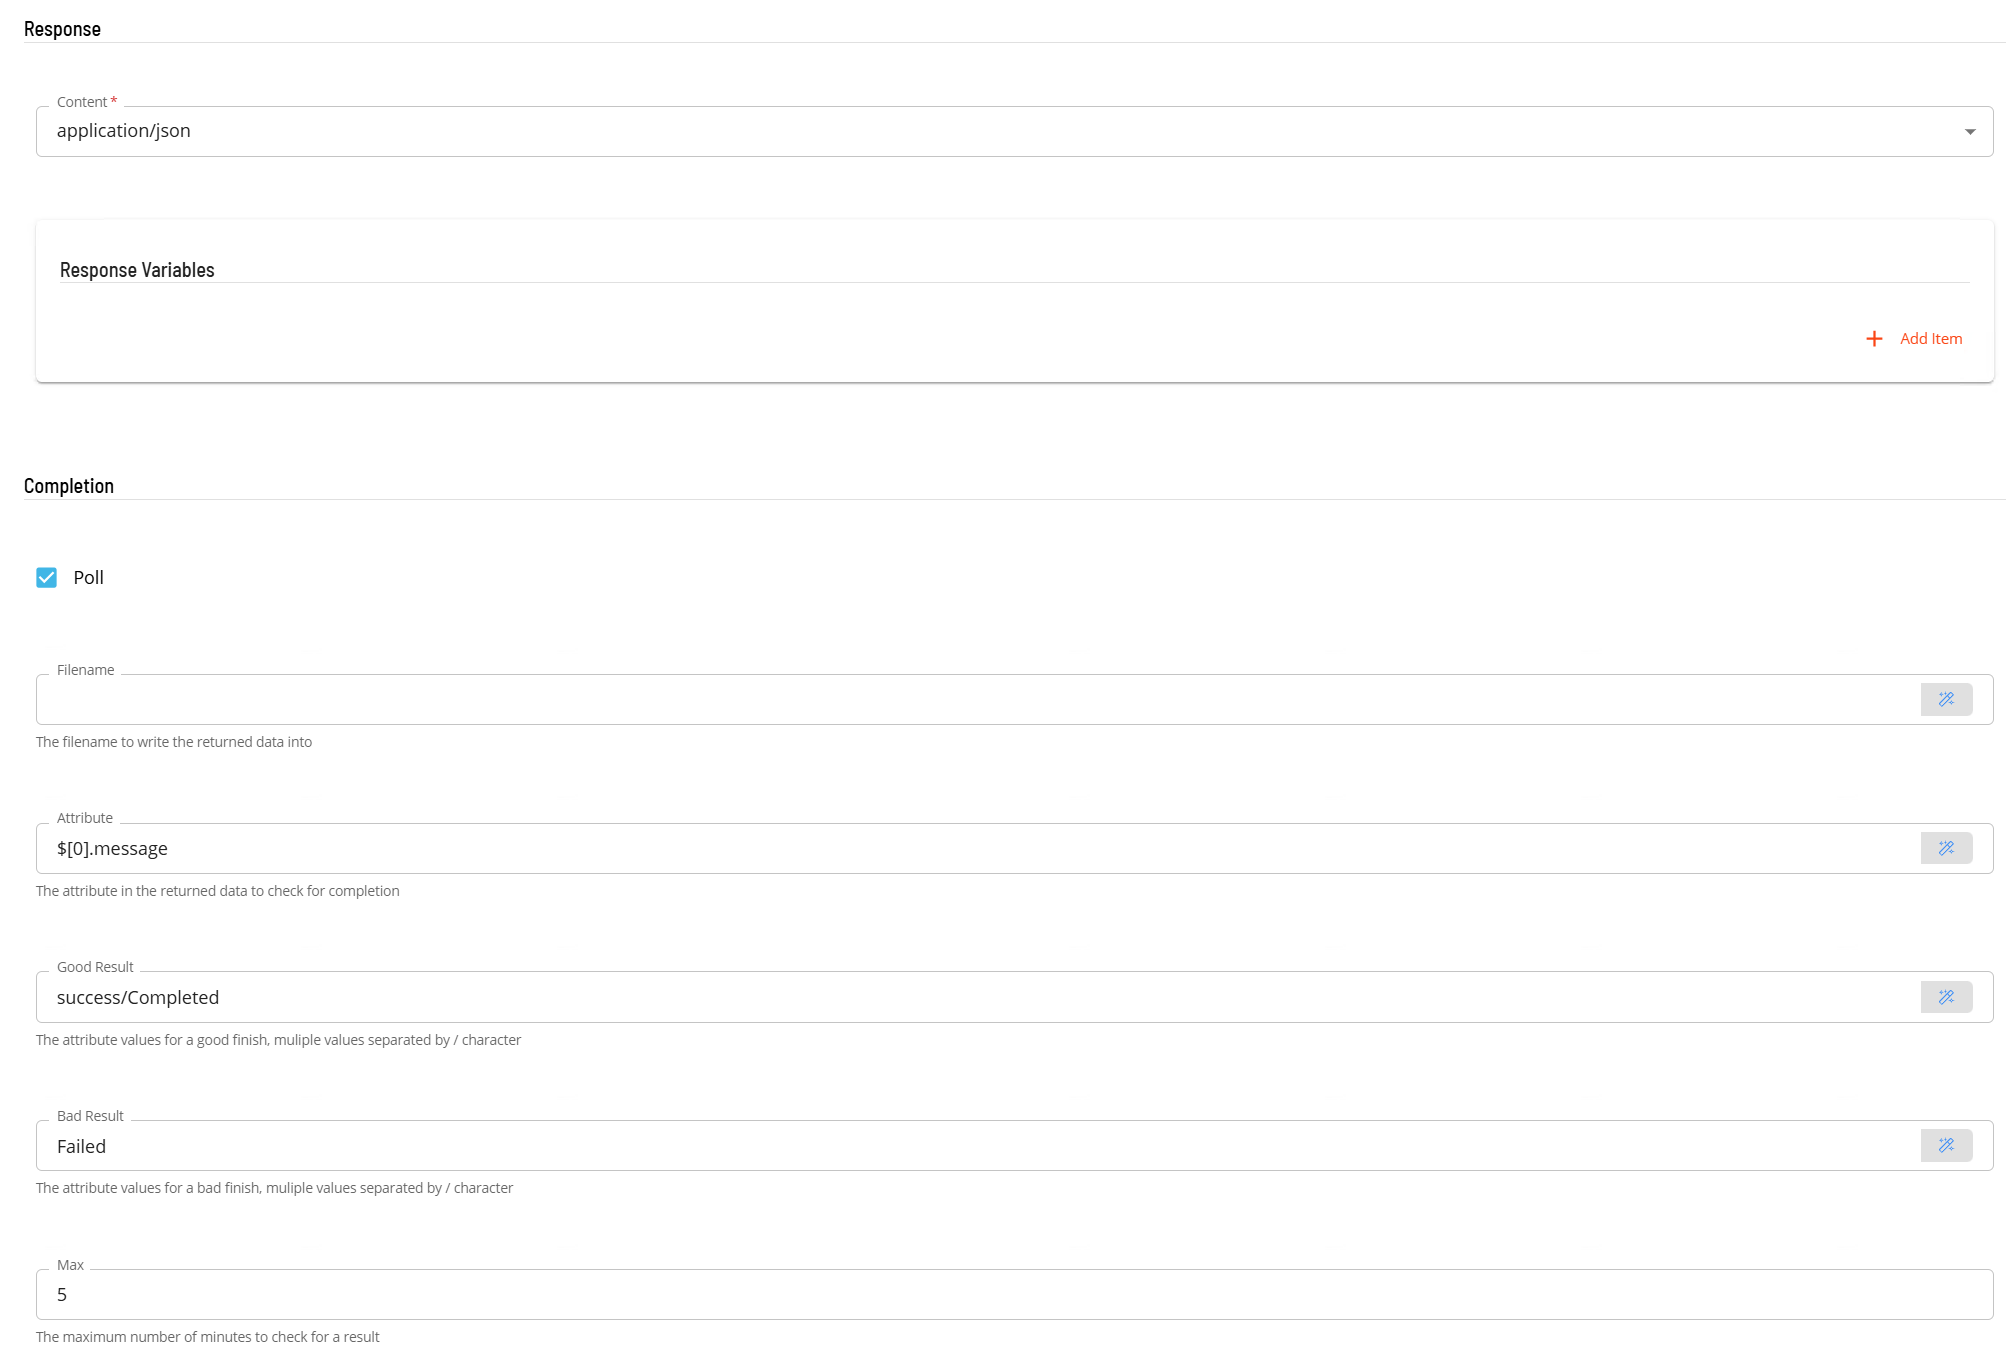 Response
Content *
application/json
Response Variables
Add Item
Completion
Poll
Filename
The filename to write the returned data into
Attribute
$[0].message
The attribute in the returned data to check for completion
Good Result
success/Completed
The attribute values for a good finish, muliple values separated by / character
Bad Result
Failed
The attribute values for a bad finish, muliple values separated by / character
Max
5
The maximum number of minutes to check for a result